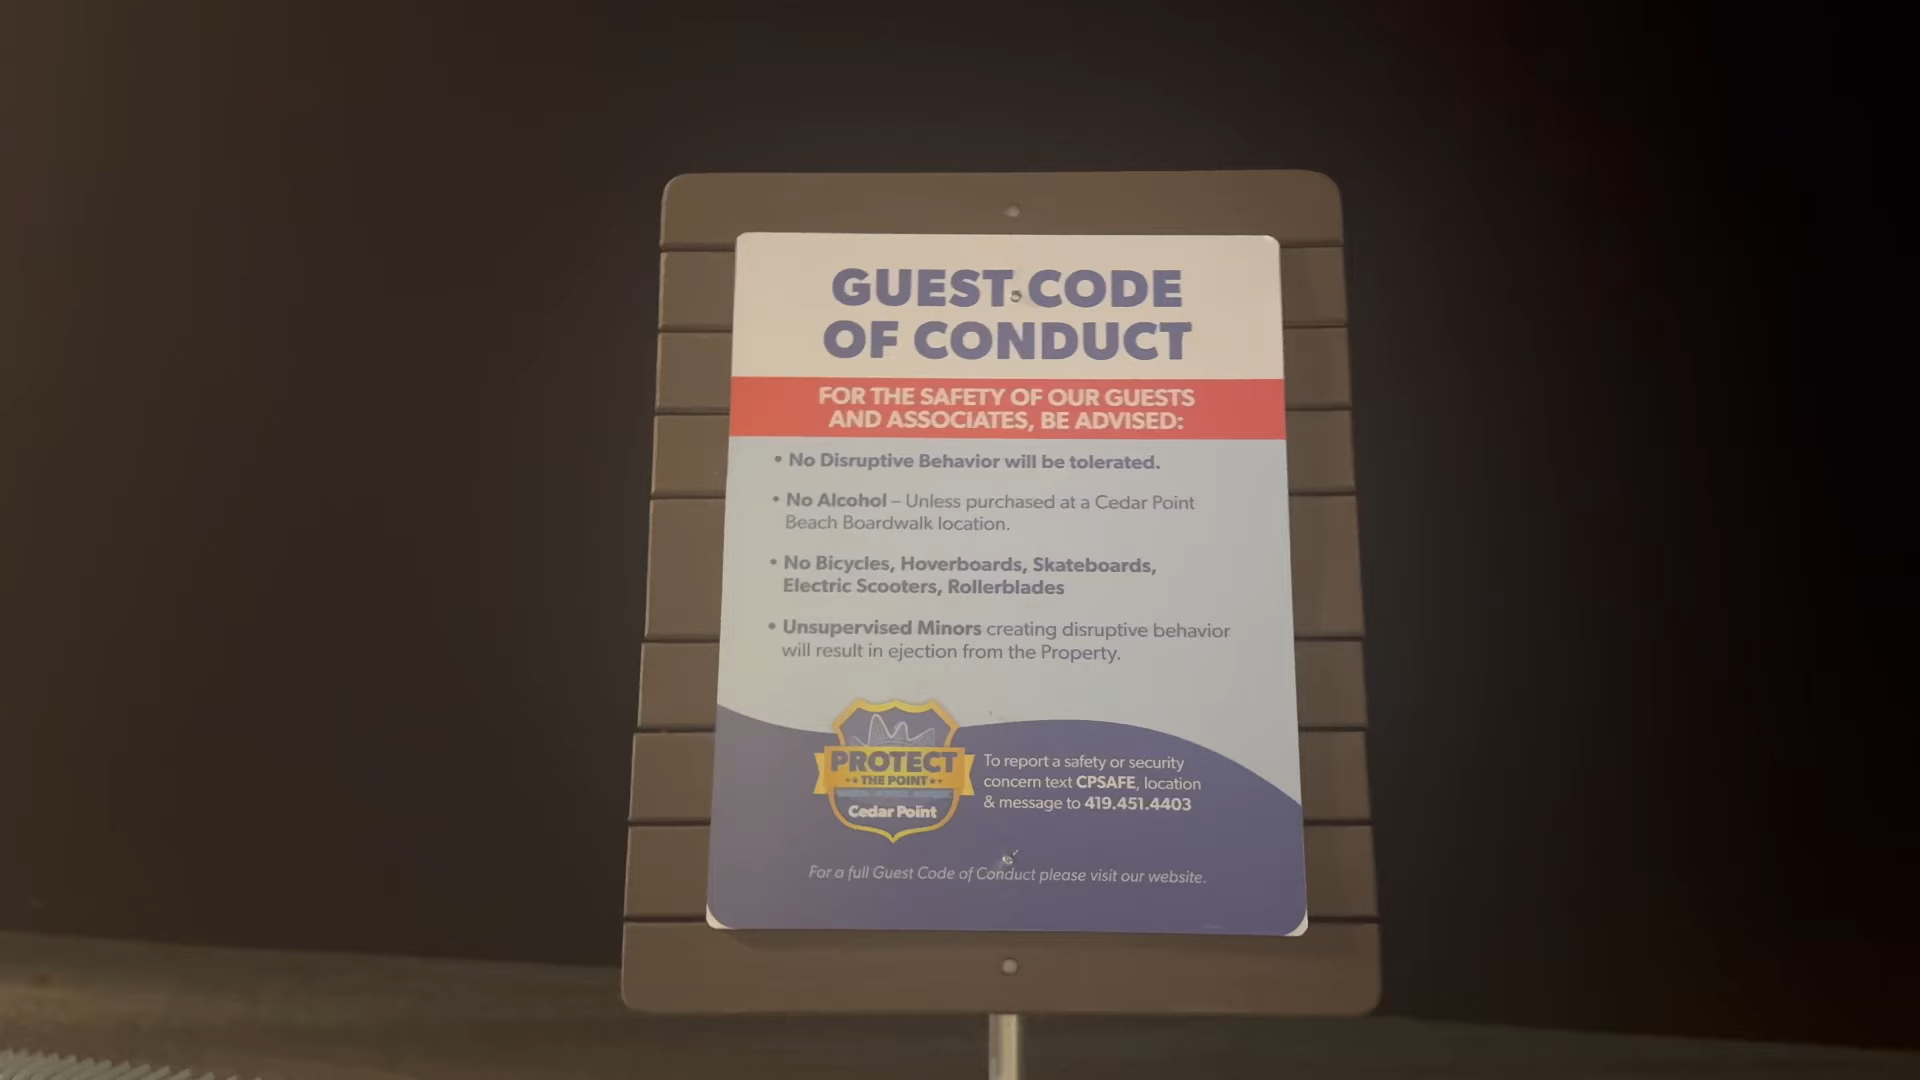 GUEST CODE
OF CONDUCT
FOR THE SAFETY OF OUR GUESTS
AND ASSOCIATES, BE ADVISED:
• No Disruptive Behavior will be tolerated.
• No Alcohol – Unless purchased at a Cedar Point
Beach Boardwalk location.
• No Bicycles, Hoverboards, Skateboards,
Electric Scooters, Rollerblades
• Unsupervised Minors creating disruptive behavior
will result in ejection from the Property.
PROTECT
THE POINT
Cedar Point
To report a safety or security
concern text CPSAFE, location
& message to 419.451.4403
For a full Guest Code of Conduct please visit our website.